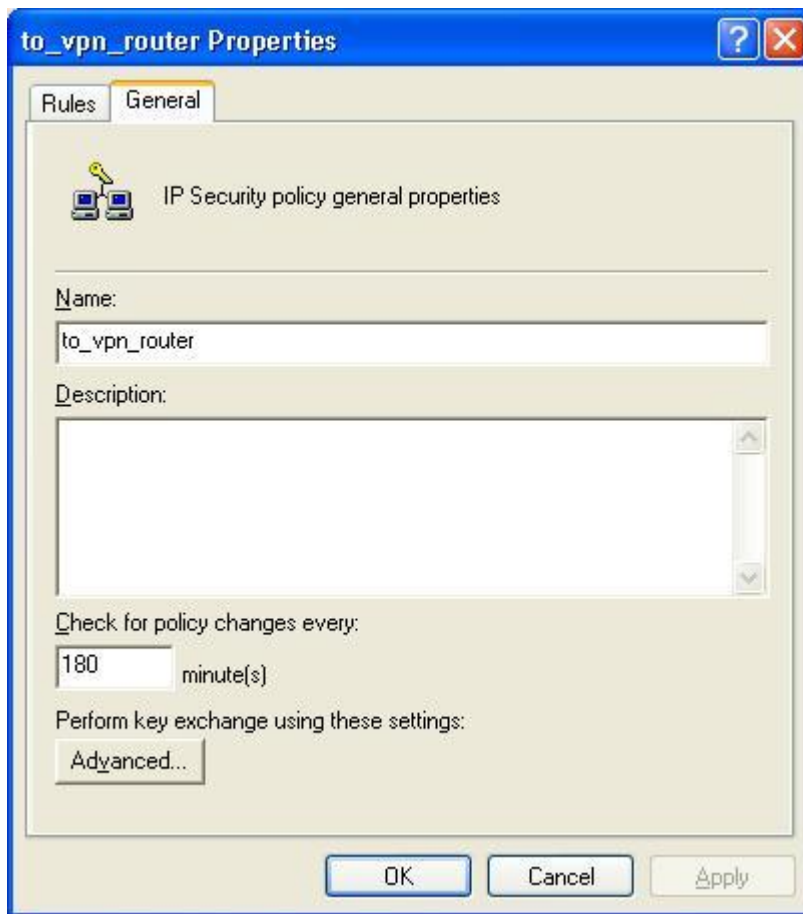 to_vpn_router Properties
Rules General
IP Security policy general properties
Name:
to_vpn_router
Description:
Check for policy changes every:
180 minute(s)
Perform key exchange using these settings:
Advanced...
OK Cancel Apply